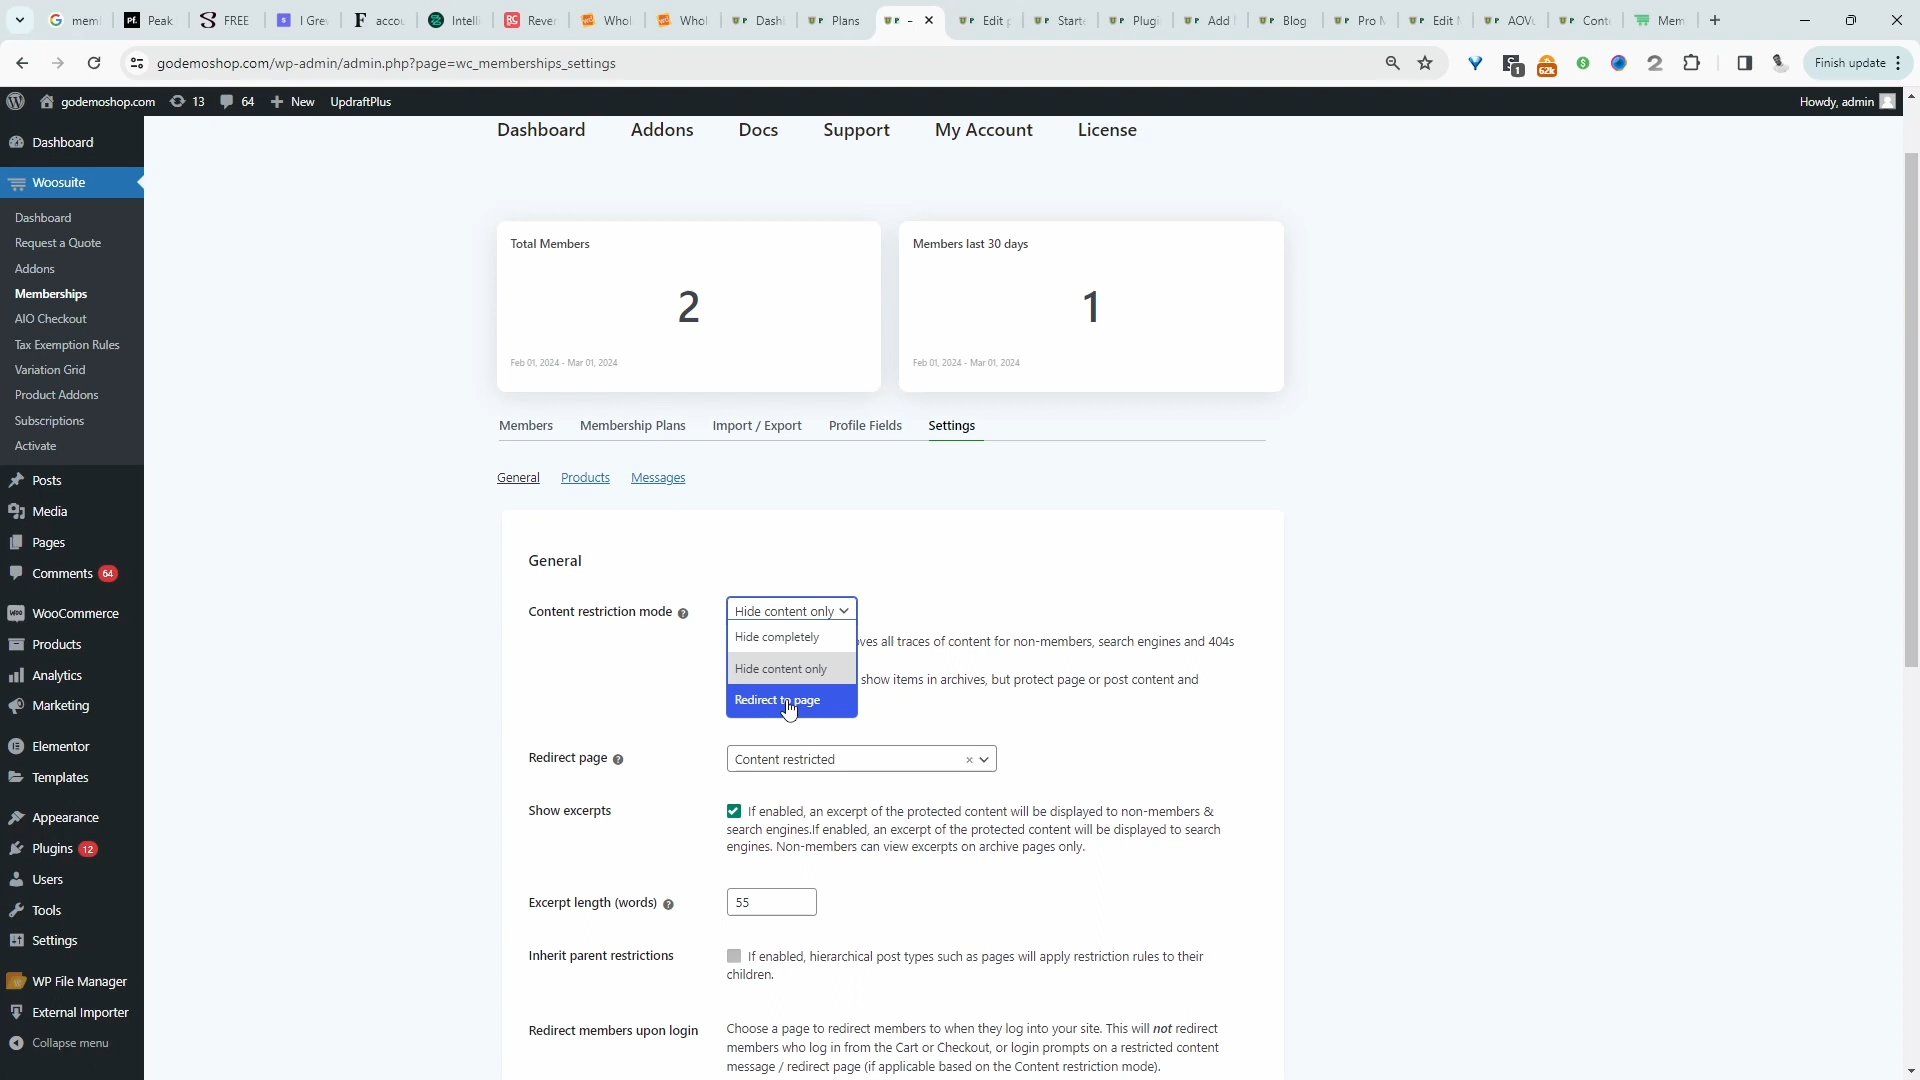 mem
Peak
FREE
I Gre
accou
Intelli
Rever
Whol
Whol
Dash
Plans
-
Edit p
Starte
Plugi
Add
Blog
Pro M
Edit
AOV
Conte
Mem
godemoshop.com/wp-admin/admin.php?page=wc_memberships_settings
Finish update
godemoshop.com 13 64 New UpdraftPlus
Howdy, admin
Dashboard
Woosuite
Dashboard
Request a Quote
Addons
Memberships
AIO Checkout
Tax Exemption Rules
Variation Grid
Product Addons
Subscriptions
Activate
Posts
Media
Pages
Comments 64
WooCommerce
Products
Analytics
Marketing
Elementor
Templates
Appearance
Plugins 12
Users
Tools
Settings
WP File Manager
External Importer
Collapse menu
Dashboard Addons Docs Support My Account License
Total Members
2
Feb 01, 2024 - Mar 01, 2024
Members last 30 days
1
Feb 01, 2024 - Mar 01, 2024
Members Membership Plans Import / Export Profile Fields Settings
General Products Messages
General
Content restriction mode
Hide content only
Hide completely
Hide content only
Redirect to page
ves all traces of content for non-members, search engines and 404s
show items in archives, but protect page or post content and
Redirect page
Content restricted
Show excerpts
If enabled, an excerpt of the protected content will be displayed to non-members &
search engines.If enabled, an excerpt of the protected content will be displayed to search
engines. Non-members can view excerpts on archive pages only.
Excerpt length (words)
55
Inherit parent restrictions
If enabled, hierarchical post types such as pages will apply restriction rules to their
children.
Redirect members upon login
Choose a page to redirect members to when they log into your site. This will not redirect
members who log in from the Cart or Checkout, or login prompts on a restricted content
message / redirect page (if applicable based on the Content restriction mode).